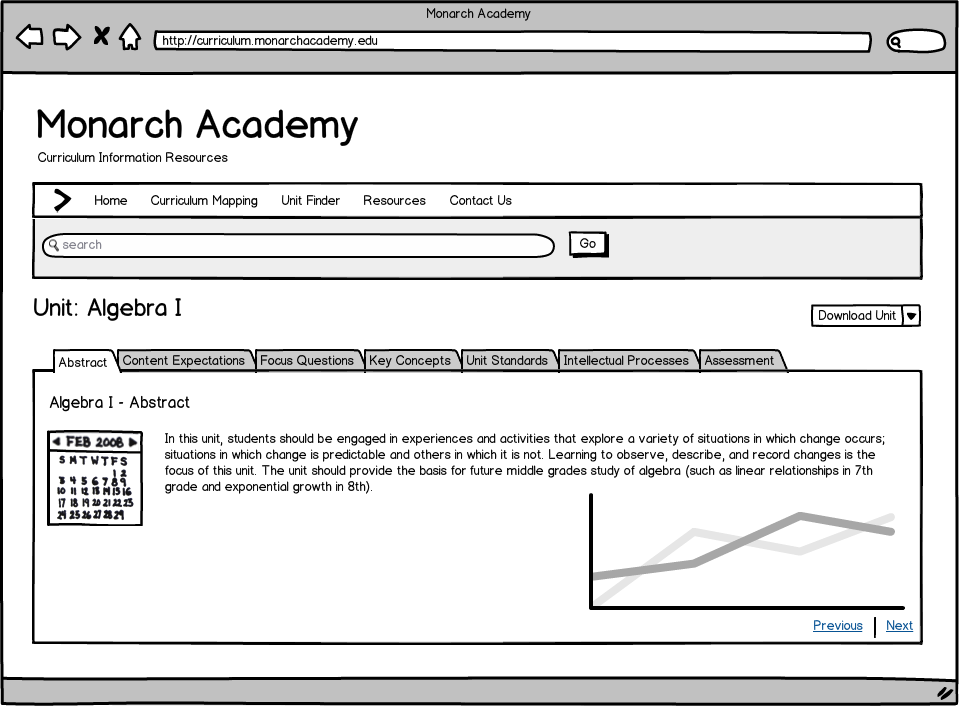 Monarch Academy
http://curriculum.monarchacademy.edu
Monarch Academy
Curriculum Information Resources
Home Curriculum Mapping Unit Finder Resources Contact Us
search Go
Unit: Algebra I
Download Unit
Abstract Content Expectations Focus Questions Key Concepts Unit Standards Intellectual Processes Assessment
Algebra I - Abstract
FEB 2008
S M T W T F S
1 2
3 4 5 6 7 8 9
10 11 12 13 14 15 16
17 18 19 20 21 22 23
24 25 26 27 28 29
In this unit, students should be engaged in experiences and activities that explore a variety of situations in which change occurs;
situations in which change is predictable and others in which it is not. Learning to observe, describe, and record changes is the
focus of this unit. The unit should provide the basis for future middle grades study of algebra (such as linear relationships in 7th
grade and exponential growth in 8th).
Previous Next